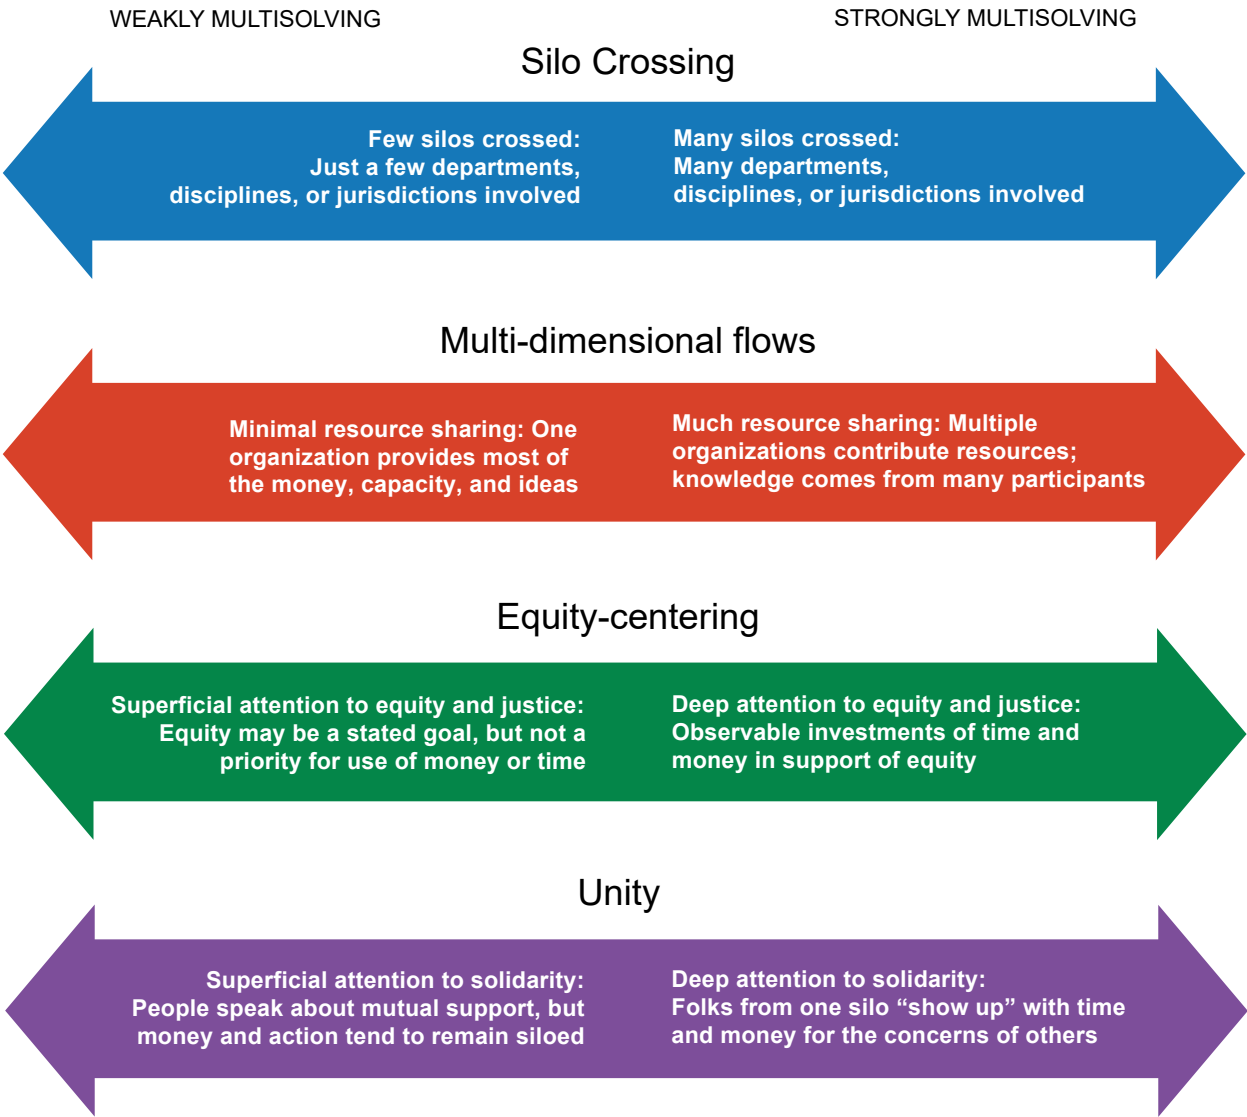 WEAKLY MULTISOLVING
STRONGLY MULTISOLVING
Silo Crossing
Few silos crossed:
Just a few departments,
disciplines, or jurisdictions involved
Many silos crossed:
Many departments,
disciplines, or jurisdictions involved
Multi-dimensional flows
Minimal resource sharing: One
organization provides most of
the money, capacity, and ideas
Much resource sharing: Multiple
organizations contribute resources;
knowledge comes from many participants
Equity-centering
Superficial attention to equity and justice:
Equity may be a stated goal, but not a
priority for use of money or time
Deep attention to equity and justice:
Observable investments of time and
money in support of equity
Unity
Superficial attention to solidarity:
People speak about mutual support, but
money and action tend to remain siloed
Deep attention to solidarity:
Folks from one silo “show up” with time
and money for the concerns of others